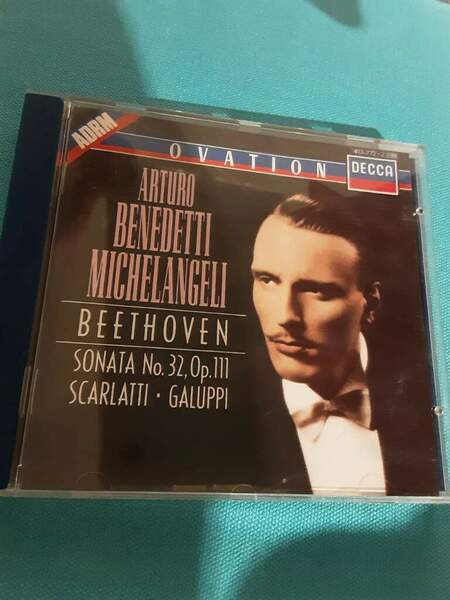 ADRM
OVATION
DECCA
ARTURO
BENEDETTI
MICHELANGELI
BEETHOVEN
SONATA No. 32, Op. 111
SCARLATTI · GALUPPI